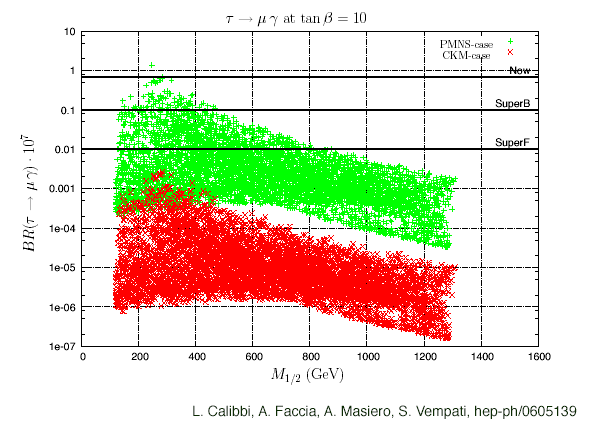 τ → μ γ at tan β = 10
10
1
0.1
0.01
0.001
1e-04
1e-05
1e-06
1e-07
BR(τ → μ γ) · 10⁷
PMNS-case
CKM-case
Now
SuperB
SuperF
0 200 400 600 800 1000 1200 1400 1600
M₁/₂ (GeV)
L. Calibbi, A. Faccia, A. Masiero, S. Vempati, hep-ph/0605139